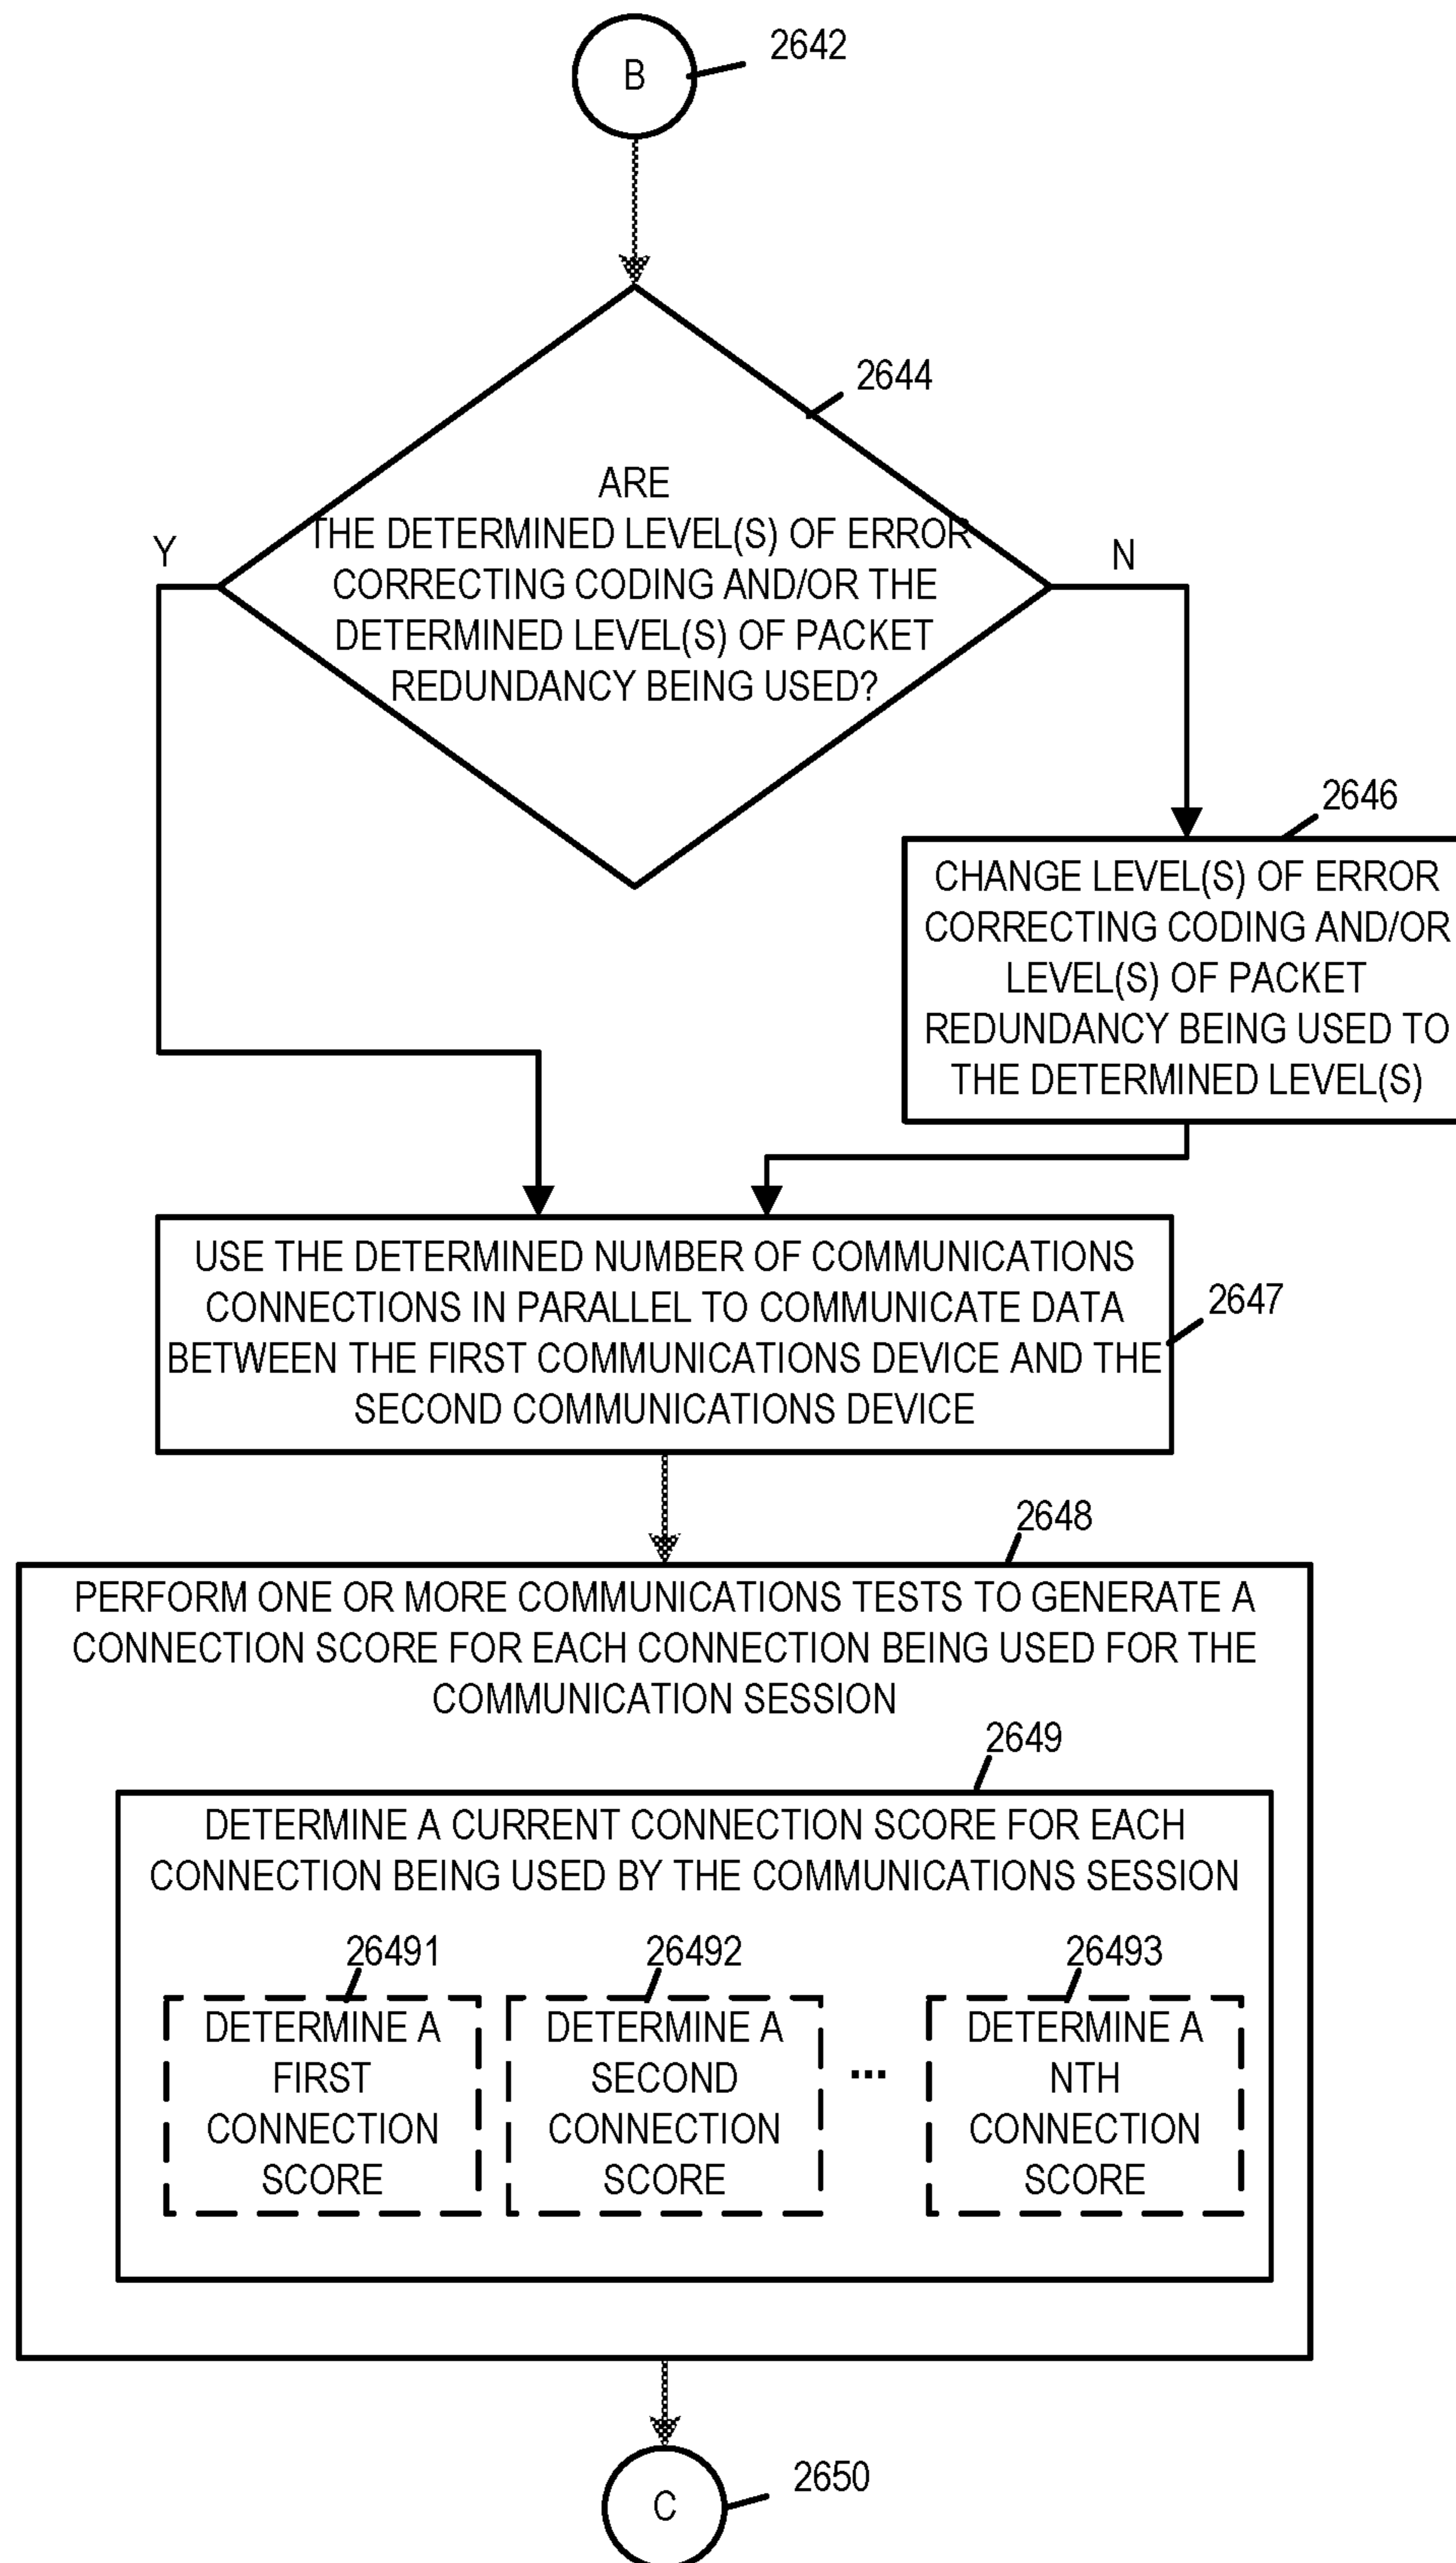 B
2642
2644
ARE
THE DETERMINED LEVEL(S) OF ERROR
CORRECTING CODING AND/OR THE
DETERMINED LEVEL(S) OF PACKET
REDUNDANCY BEING USED?
Y
N
2646
CHANGE LEVEL(S) OF ERROR
CORRECTING CODING AND/OR
LEVEL(S) OF PACKET
REDUNDANCY BEING USED TO
THE DETERMINED LEVEL(S)
USE THE DETERMINED NUMBER OF COMMUNICATIONS
CONNECTIONS IN PARALLEL TO COMMUNICATE DATA
BETWEEN THE FIRST COMMUNICATIONS DEVICE AND THE
SECOND COMMUNICATIONS DEVICE
2647
2648
PERFORM ONE OR MORE COMMUNICATIONS TESTS TO GENERATE A
CONNECTION SCORE FOR EACH CONNECTION BEING USED FOR THE
COMMUNICATION SESSION
2649
DETERMINE A CURRENT CONNECTION SCORE FOR EACH
CONNECTION BEING USED BY THE COMMUNICATIONS SESSION
26491
DETERMINE A
FIRST
CONNECTION
SCORE
26492
DETERMINE A
SECOND
CONNECTION
SCORE
...
26493
DETERMINE A
NTH
CONNECTION
SCORE
C
2650